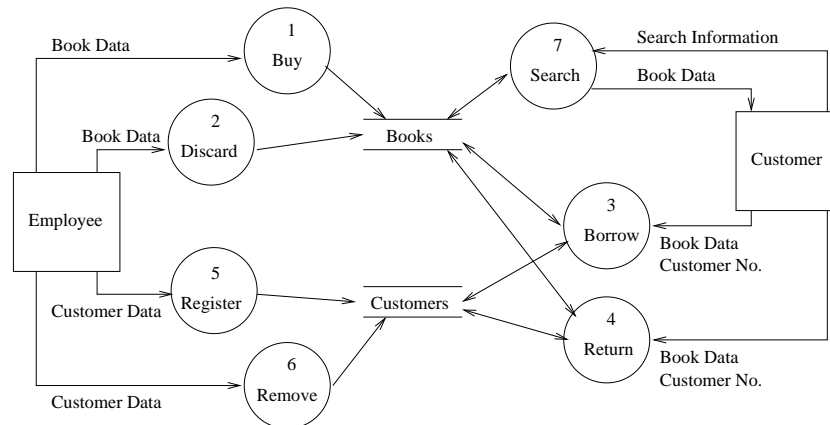 1
Buy
Book Data
2
Discard
Book Data
Employee
5
Register
Customer Data
6
Remove
Customer Data
Books
Customers
7
Search
Search Information
Book Data
Customer
3
Borrow
Book Data
Customer No.
4
Return
Book Data
Customer No.